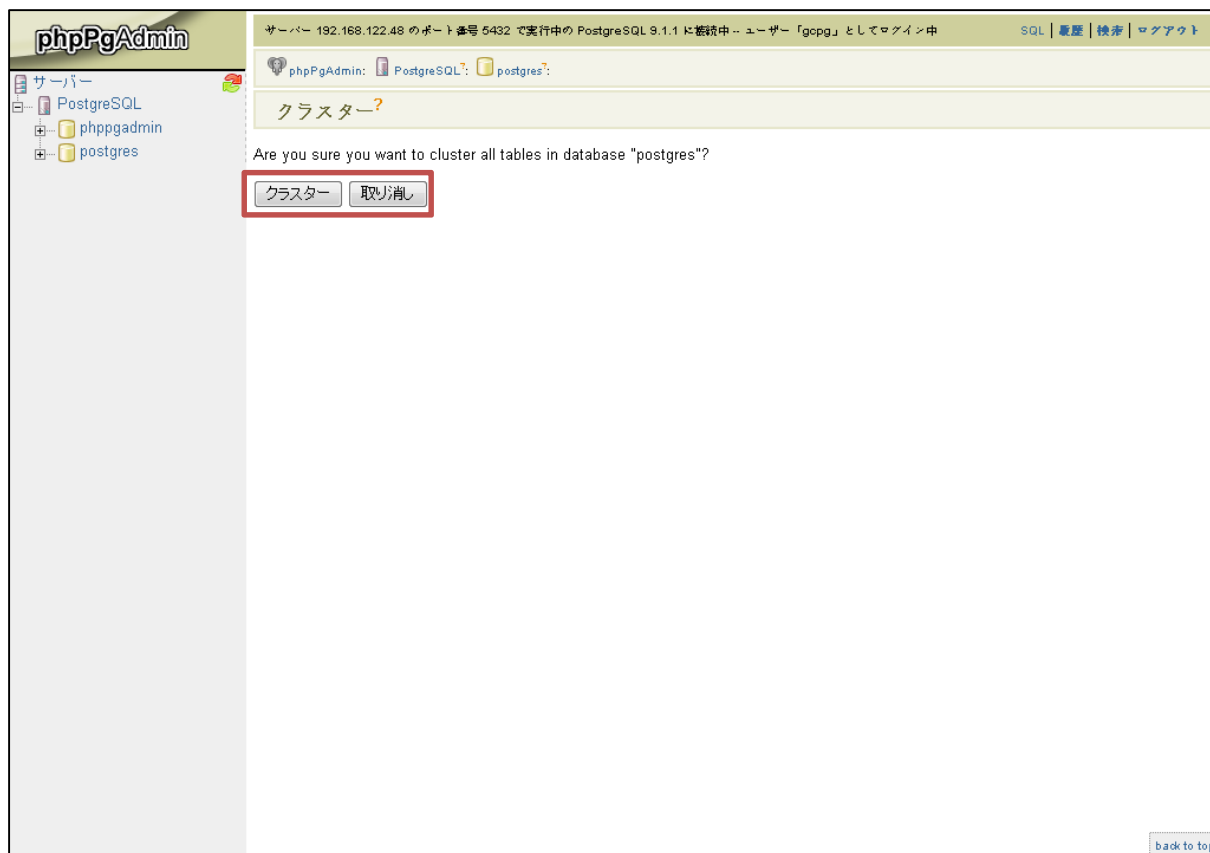 phpPgAdmin
サーバー 192.168.122.48 のポート番号 5432 で実行中の PostgreSQL 9.1.1 に接続中 -- ユーザー 「gcpg」としてログイン中
SQL | 履歴 | 検索 | ログアウト
phpPgAdmin: PostgreSQL?: postgres?:
サーバー
PostgreSQL
phppgadmin
postgres
クラスター?
Are you sure you want to cluster all tables in database "postgres"?
クラスター 取り消し
back to top